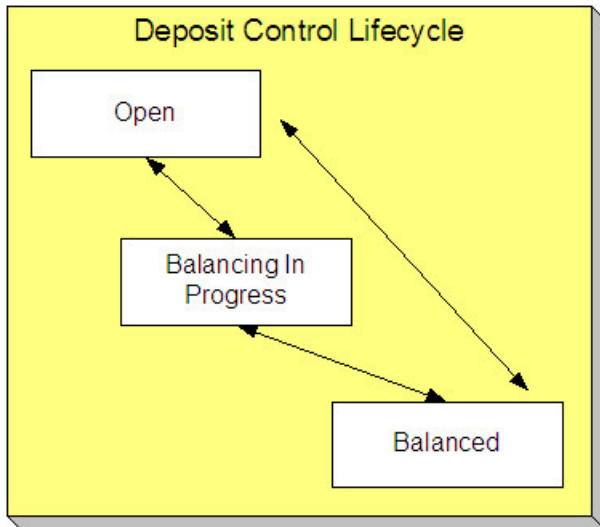 Deposit Control Lifecycle
Open
Balancing In
Progress
Balanced